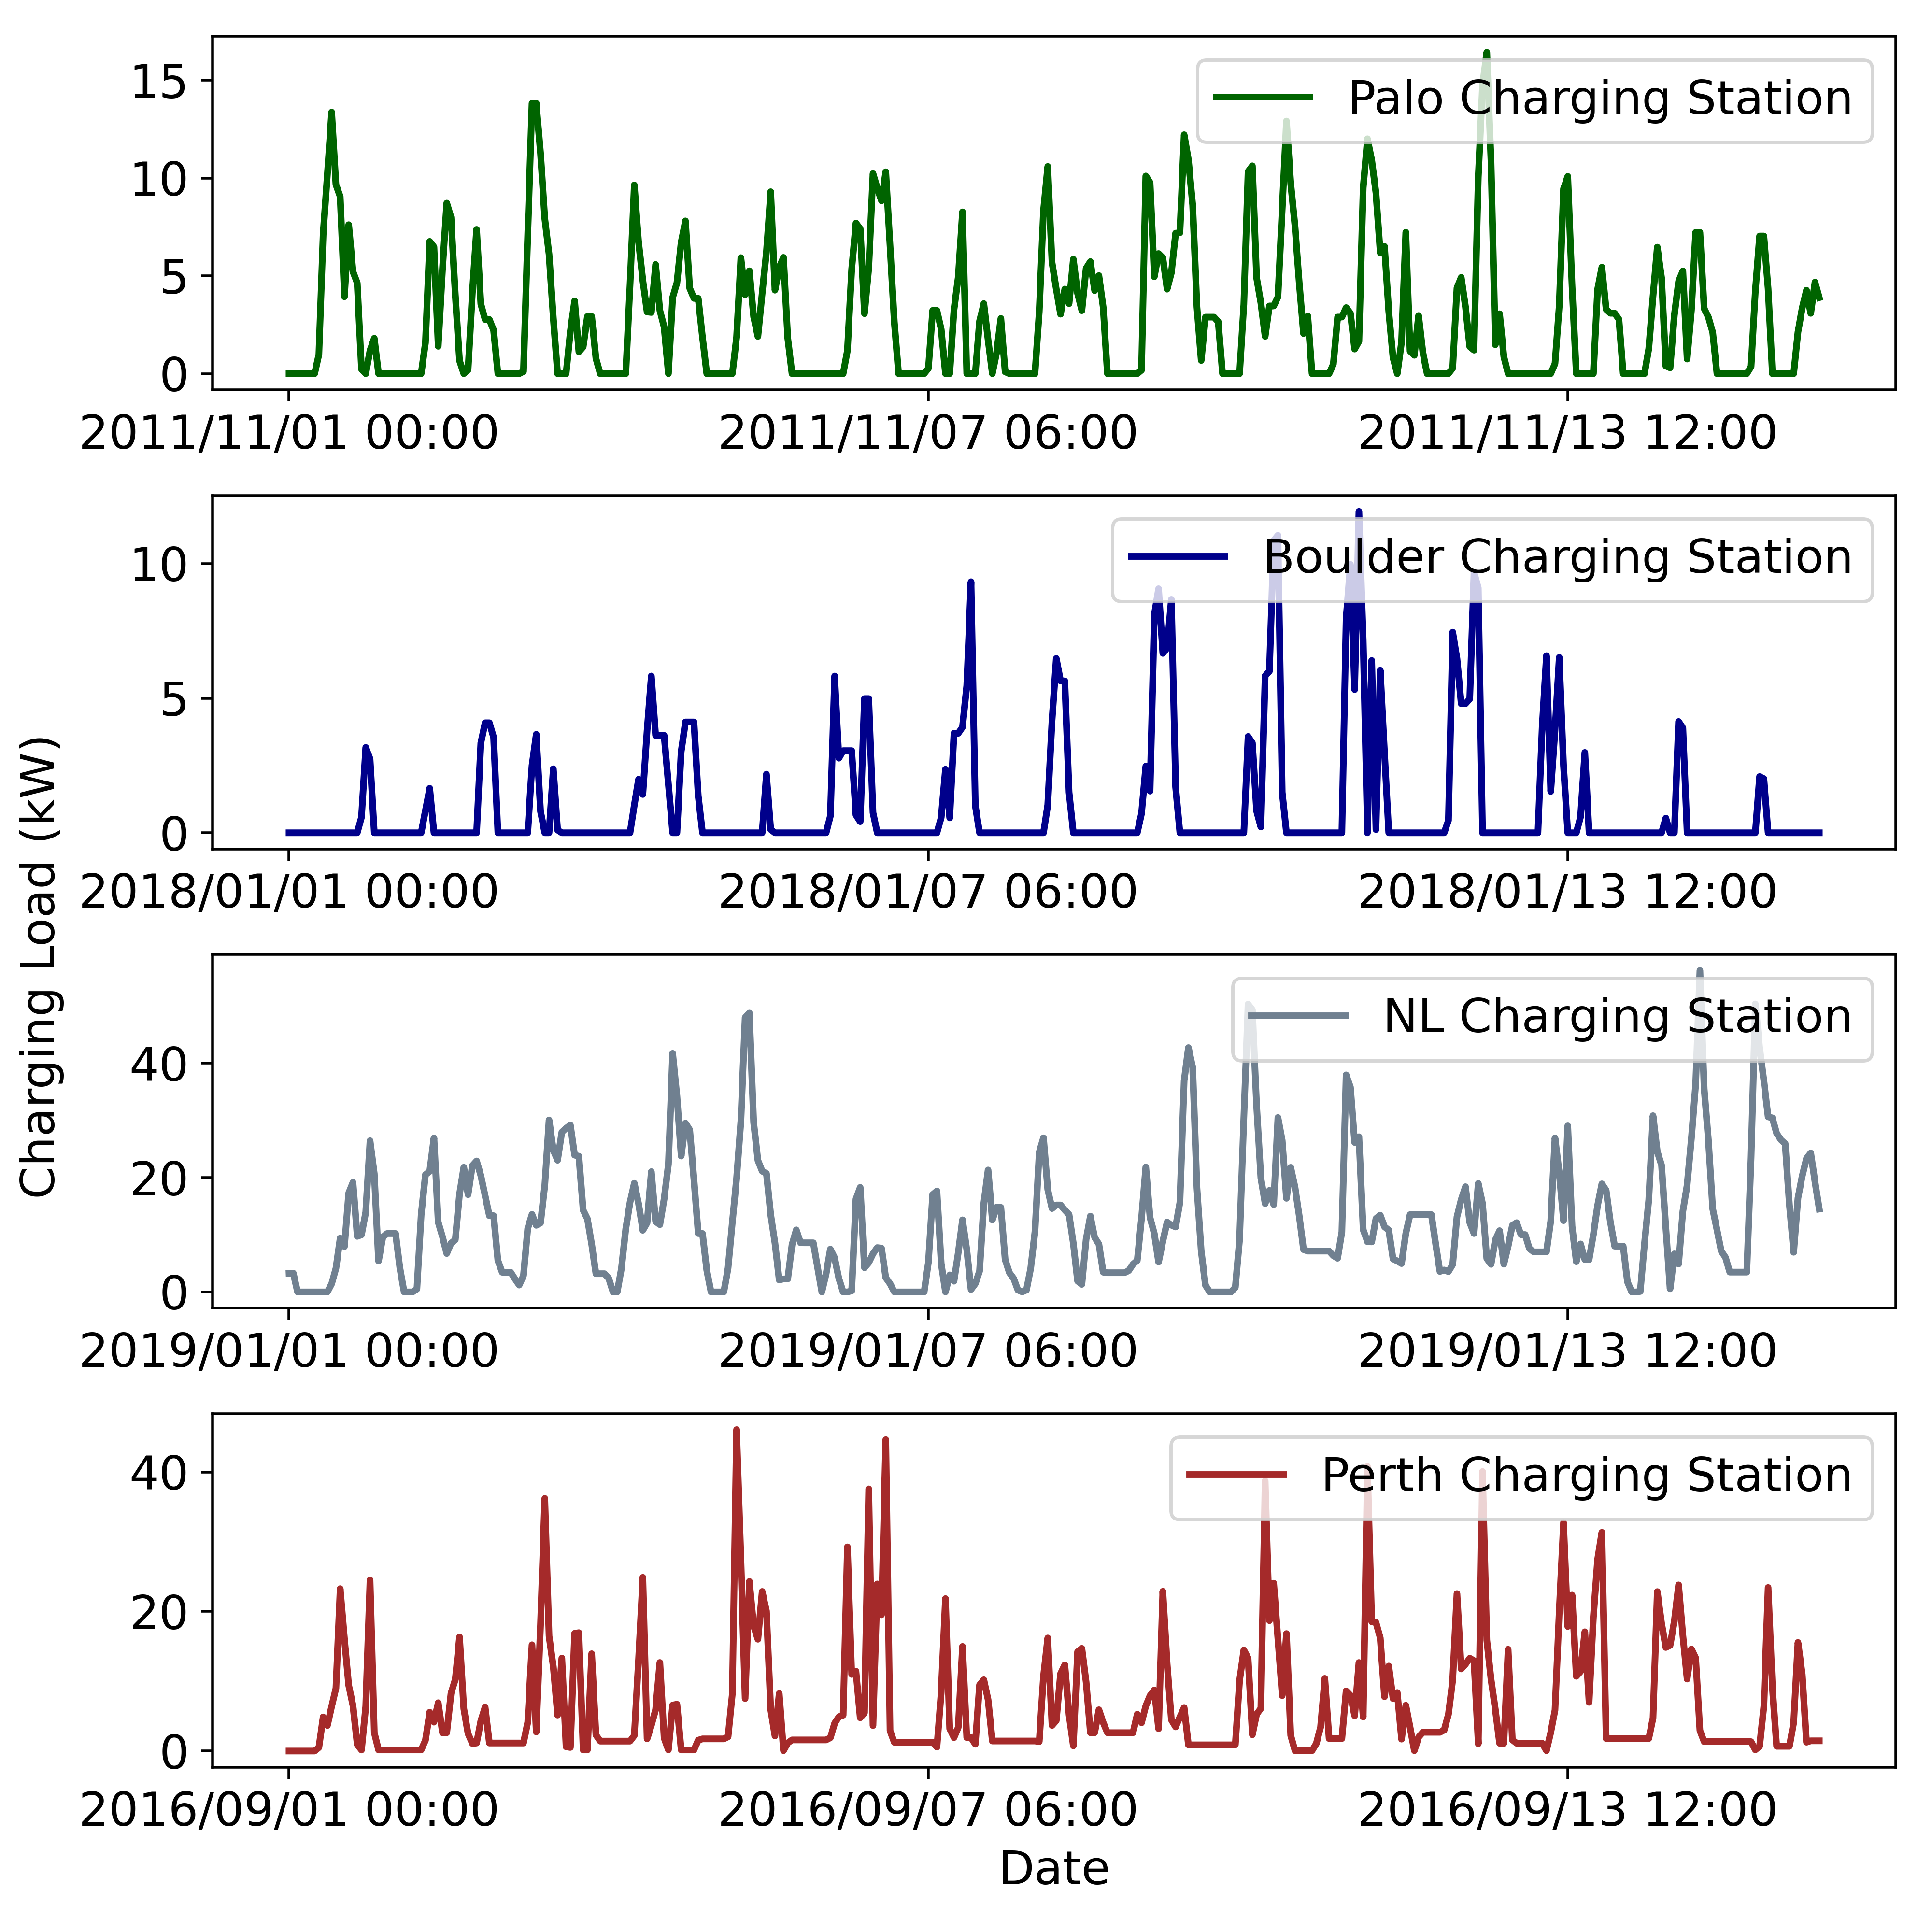 Palo Charging Station
15
10
5
0
2011/11/01 00:00 2011/11/07 06:00 2011/11/13 12:00
Boulder Charging Station
10
5
0
2018/01/01 00:00 2018/01/07 06:00 2018/01/13 12:00
Charging Load (kW)
NL Charging Station
40
20
0
2019/01/01 00:00 2019/01/07 06:00 2019/01/13 12:00
Perth Charging Station
40
20
0
2016/09/01 00:00 2016/09/07 06:00 2016/09/13 12:00
Date